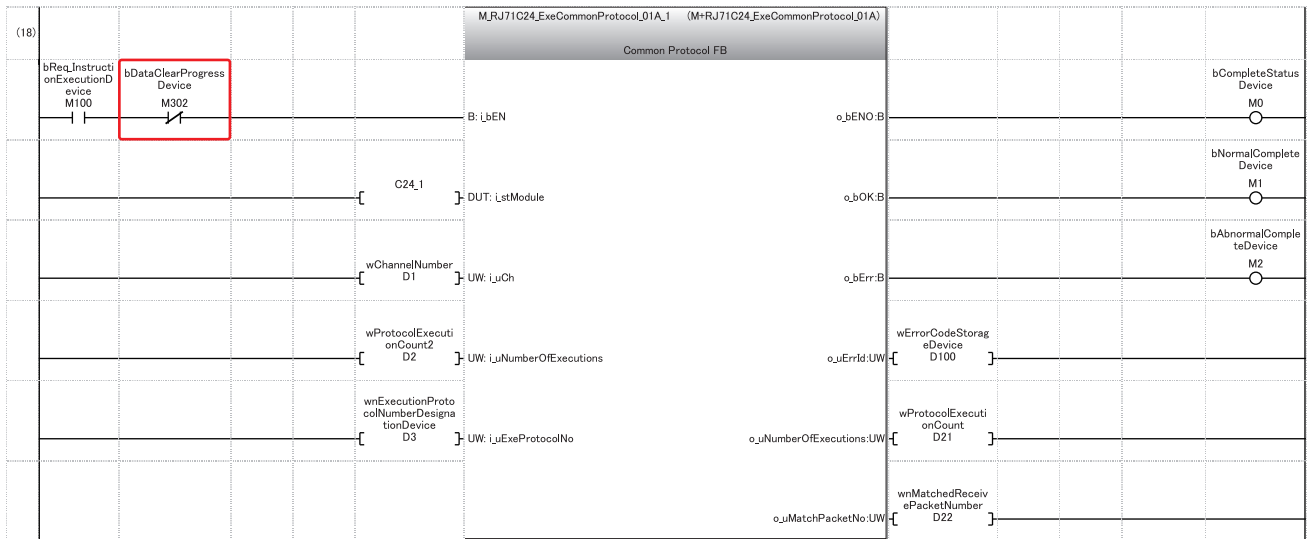 M_RJ71C24_ExeCommonProtocol_01A_1 (M+RJ71C24_ExeCommonProtocol_01A)
(18)
Common Protocol FB
bReq_Instructi
onExecutionD
evice
M100
bDataClearProgress
Device
M302
B: i_bEN
o_bENO:B
bCompleteStatus
Device
M0
C24_1
DUT: i_stModule
o_bOK:B
bNormalComplete
Device
M1
wChannelNumber
D1
UW: i_uCh
o_bErr:B
bAbnormalComple
teDevice
M2
wProtocolExecuti
onCount2
D2
UW: i_uNumberOfExecutions
o_uErrId:UW
wErrorCodeStorag
eDevice
D100
wnExecutionProto
colNumberDesigna
tionDevice
D3
UW: i_uExeProtocolNo
o_uNumberOfExecutions:UW
wProtocolExecuti
onCount
D21
o_uMatchPacketNo:UW
wnMatchedReceiv
ePacketNumber
D22